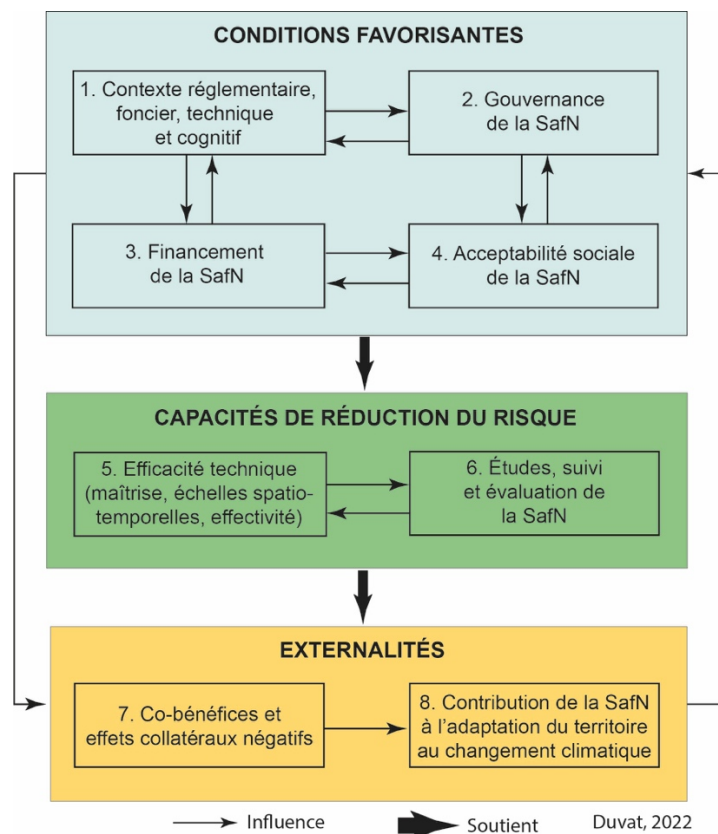 CONDITIONS FAVORISANTES
1. Contexte réglementaire,
foncier, technique
et cognitif
2. Gouvernance
de la SafN
3. Financement
de la SafN
4. Acceptabilité sociale
de la SafN
CAPACITÉS DE RÉDUCTION DU RISQUE
5. Efficacité technique
(maîtrise, échelles spatio-
temporelles, effectivité)
6. Études, suivi
et évaluation de
la SafN
EXTERNALITÉS
7. Co-bénéfices et
effets collatéraux négatifs
8. Contribution de la SafN
à l'adaptation du territoire
au changement climatique
Influence
Soutient
Duvat, 2022